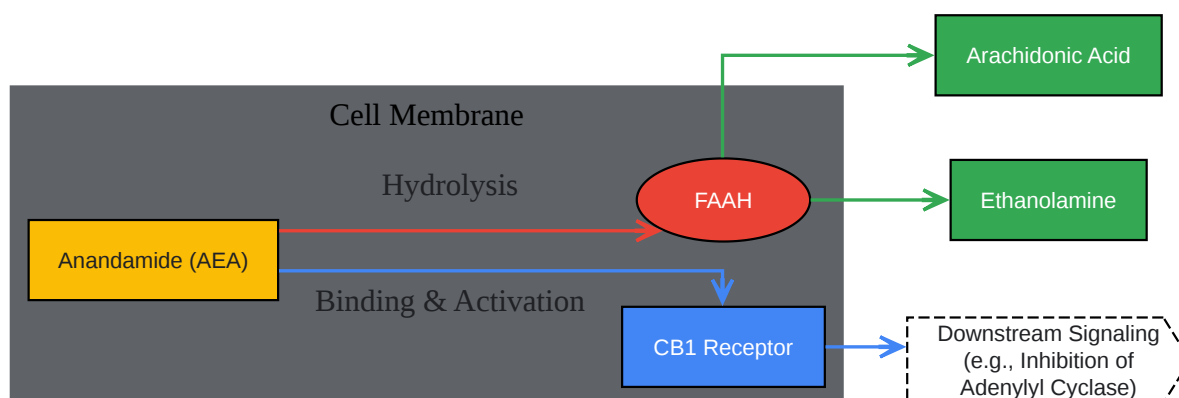 Arachidonic Acid
Cell Membrane
Hydrolysis
FAAH
Ethanolamine
Anandamide (AEA)
Binding & Activation
CB1 Receptor
Downstream Signaling
(e.g., Inhibition of
Adenylyl Cyclase)